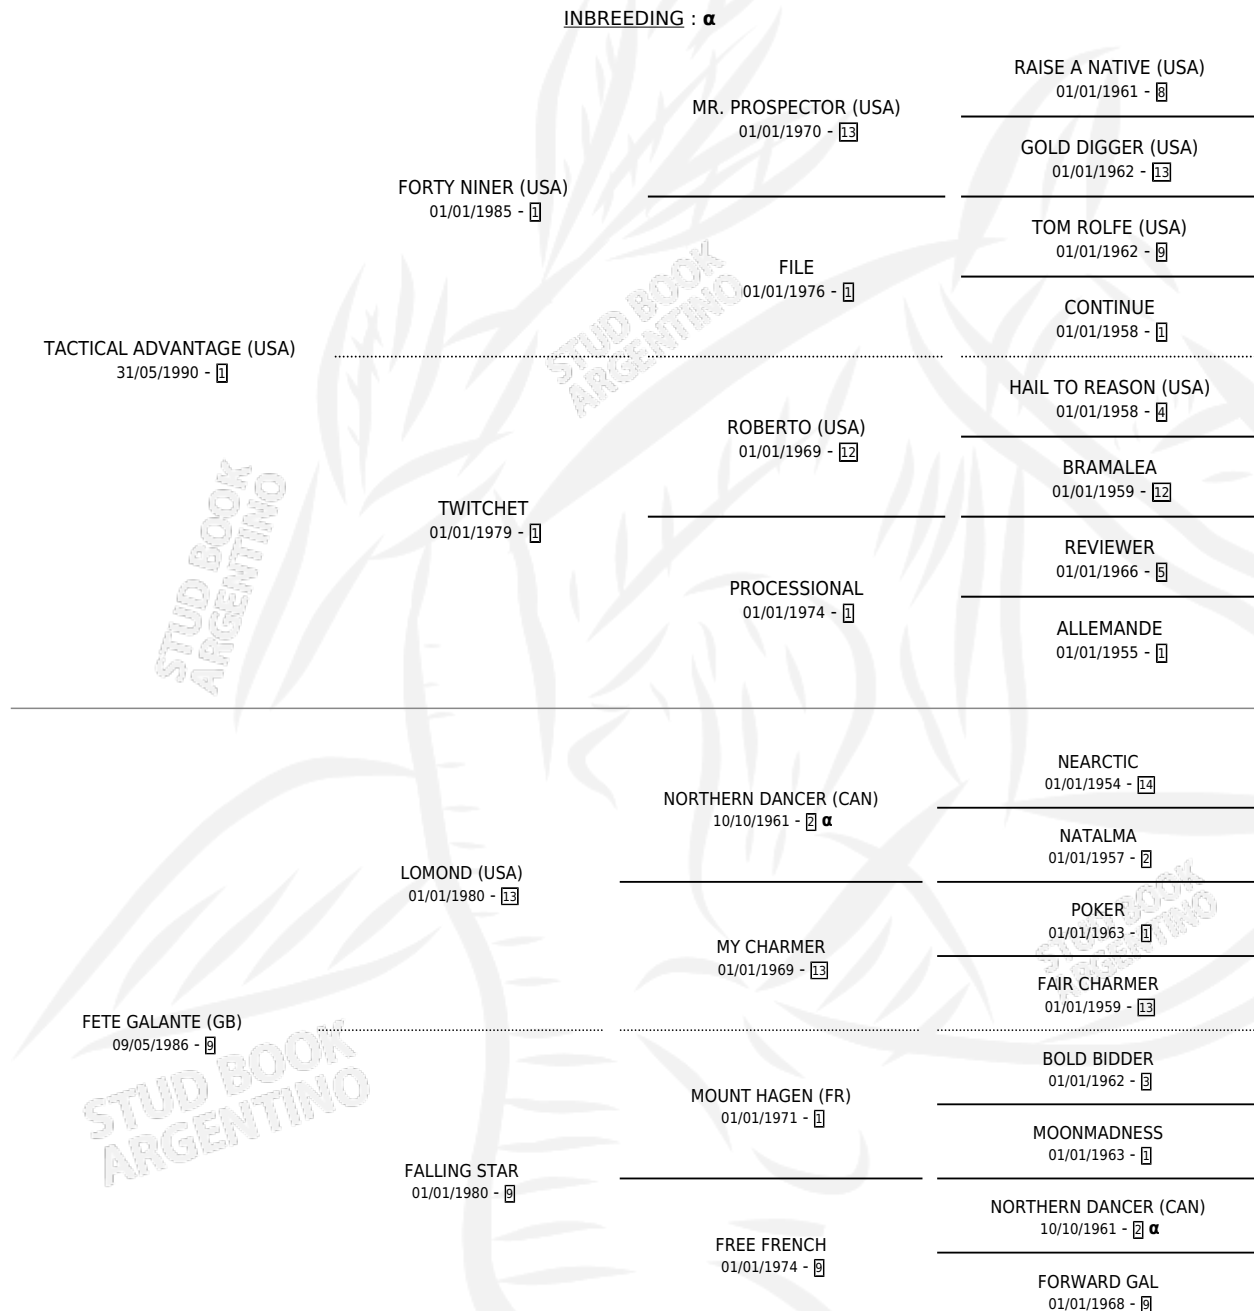 INBREEDING : α
RAISE A NATIVE (USA)
01/01/1961 - 8
MR. PROSPECTOR (USA)
01/01/1970 - 13
GOLD DIGGER (USA)
01/01/1962 - 13
FORTY NINER (USA)
01/01/1985 - 1
TOM ROLFE (USA)
01/01/1962 - 9
FILE
01/01/1976 - 1
CONTINUE
01/01/1958 - 1
TACTICAL ADVANTAGE (USA)
31/05/1990 - 1
HAIL TO REASON (USA)
01/01/1958 - 4
ROBERTO (USA)
01/01/1969 - 12
BRAMALEA
01/01/1959 - 12
TWITCHET
01/01/1979 - 1
REVIEWER
01/01/1966 - 5
PROCESSIONAL
01/01/1974 - 1
ALLEMANDE
01/01/1955 - 1
NEARCTIC
01/01/1954 - 14
NORTHERN DANCER (CAN)
10/10/1961 - 2 α
NATALMA
01/01/1957 - 2
LOMOND (USA)
01/01/1980 - 13
POKER
01/01/1963 - 1
MY CHARMER
01/01/1969 - 13
FAIR CHARMER
01/01/1959 - 13
FETE GALANTE (GB)
09/05/1986 - 9
BOLD BIDDER
01/01/1962 - 3
MOUNT HAGEN (FR)
01/01/1971 - 1
MOONMADNESS
01/01/1963 - 1
FALLING STAR
01/01/1980 - 9
NORTHERN DANCER (CAN)
10/10/1961 - 2 α
FREE FRENCH
01/01/1974 - 9
FORWARD GAL
01/01/1968 - 9
STUD BOOK
ARGENTINO
STUD BOOK
ARGENTINO
STUD BOOK
ARGENTINO
STUD BOOK
ARGENTINO